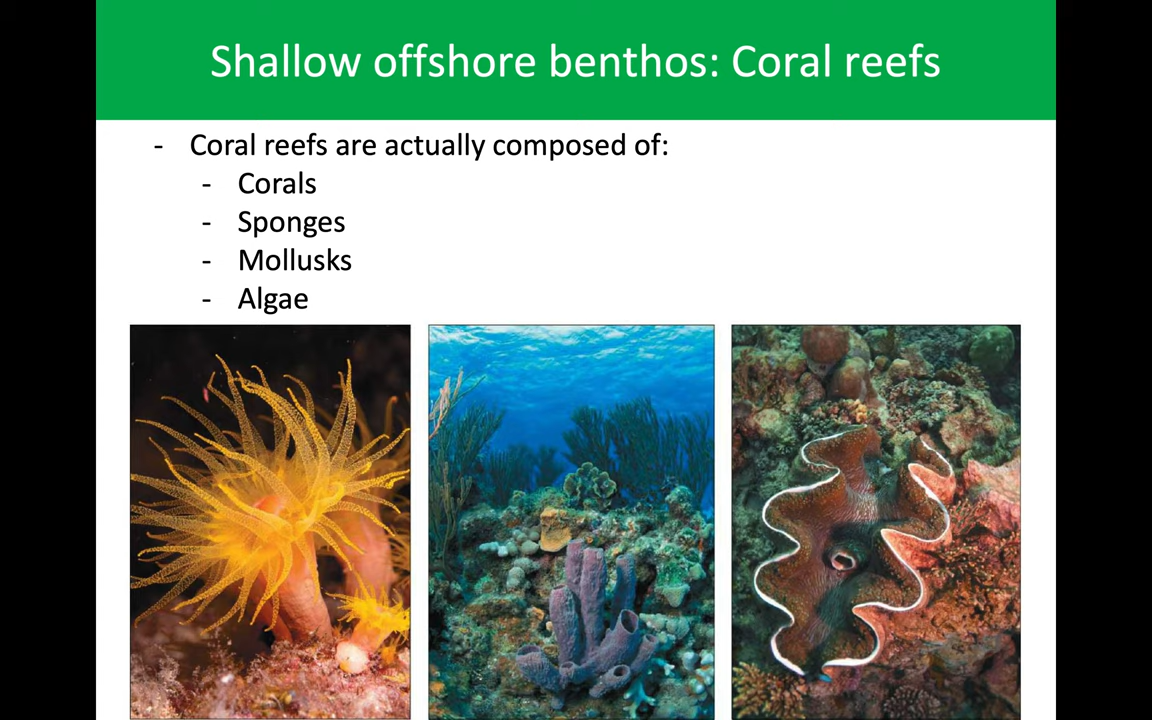 Shallow offshore benthos: Coral reefs
- Coral reefs are actually composed of:
- Corals
- Sponges
- Mollusks
- Algae